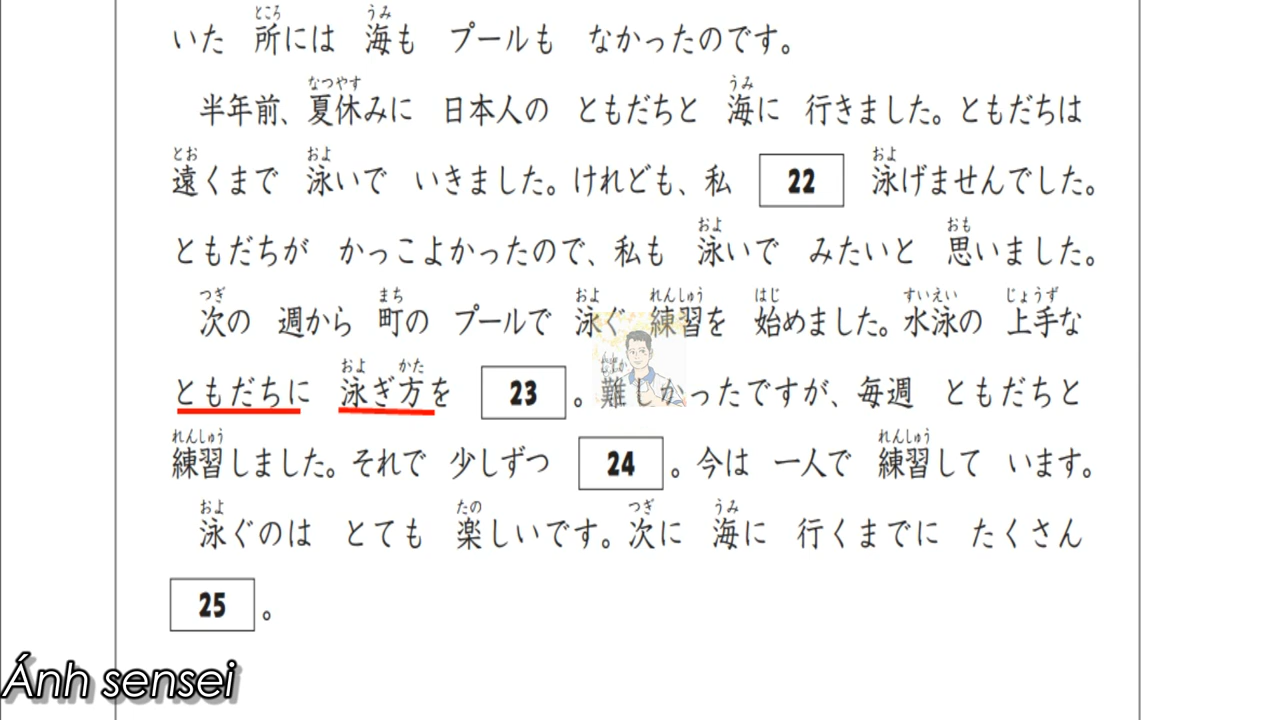 いた 所には 海も プールも なかったのです。
半年前、夏休みに 日本人の ともだちと 海に 行きました。ともだちは
遠くまで 泳いで いきました。けれども、私 22 泳げませんでした。
ともだちが かっこよかったので、私も 泳いで みたいと 思いました。
次の 週から 町の プールで 泳ぐ 練習を 始めました。水泳の 上手な
ともだちに 泳ぎ方を 23 。難しかったですが、毎週 ともだちと
練習しました。それで 少しずつ 24 。今は 一人で 練習して います。
泳ぐのは とても 楽しいです。次に 海に 行くまでに たくさん
25 。
Ánh sensei